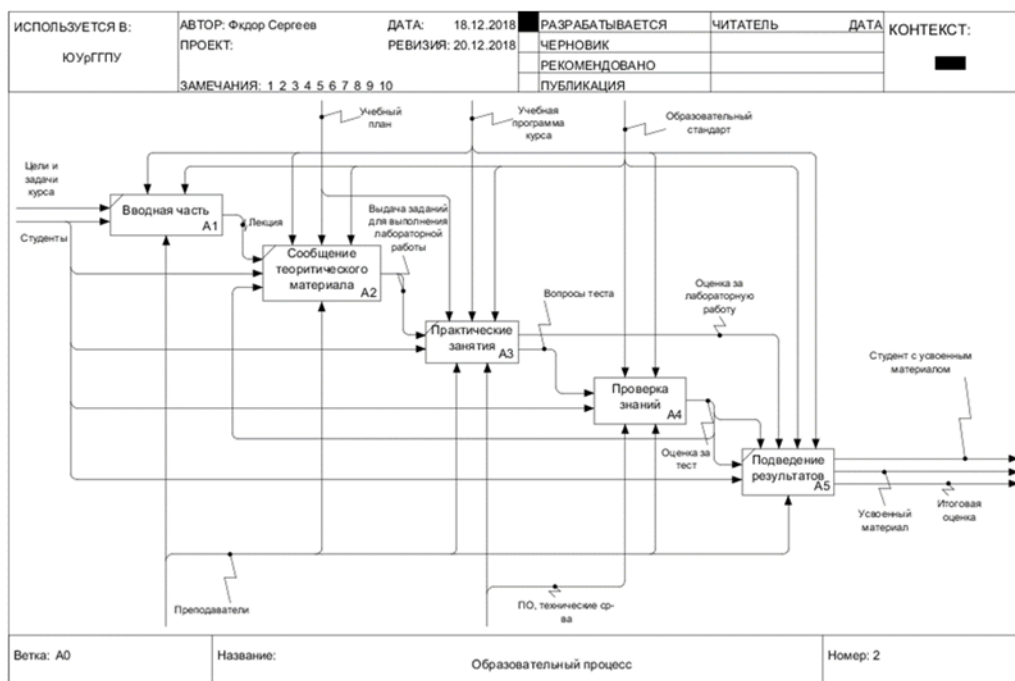 ИСПОЛЬЗУЕТСЯ В:
ЮУрГГПУ
АВТОР: Фкдор Сергеев
ДАТА: 18.12.2018
ПРОЕКТ:
РЕВИЗИЯ: 20.12.2018
ЗАМЕЧАНИЯ: 1 2 3 4 5 6 7 8 9 10
РАЗРАБАТЫВАЕТСЯ
ЧЕРНОВИК
РЕКОМЕНДОВАНО
ПУБЛИКАЦИЯ
ЧИТАТЕЛЬ
ДАТА
КОНТЕКСТ:
Учебный
план
Учебная
программа
курса
Образовательный
стандарт
Цели и
задачи
курса
Студенты
Вводная часть
A1
Лекция
Выдача заданий
для выполнения
лабораторной
работы
Сообщение
теоритического
материала
A2
Вопросы теста
Оценка за
лабораторную
работу
Практические
занятия
A3
Студент с усвоенным
материалом
Проверка
знаний
A4
Оценка за
тест
Подведение
результатов
A5
Усвоенный
материал
Итоговая
оценка
Преподаватели
ПО, технические ср-
ва
Ветка: A0
Название:
Образовательный процесс
Номер: 2